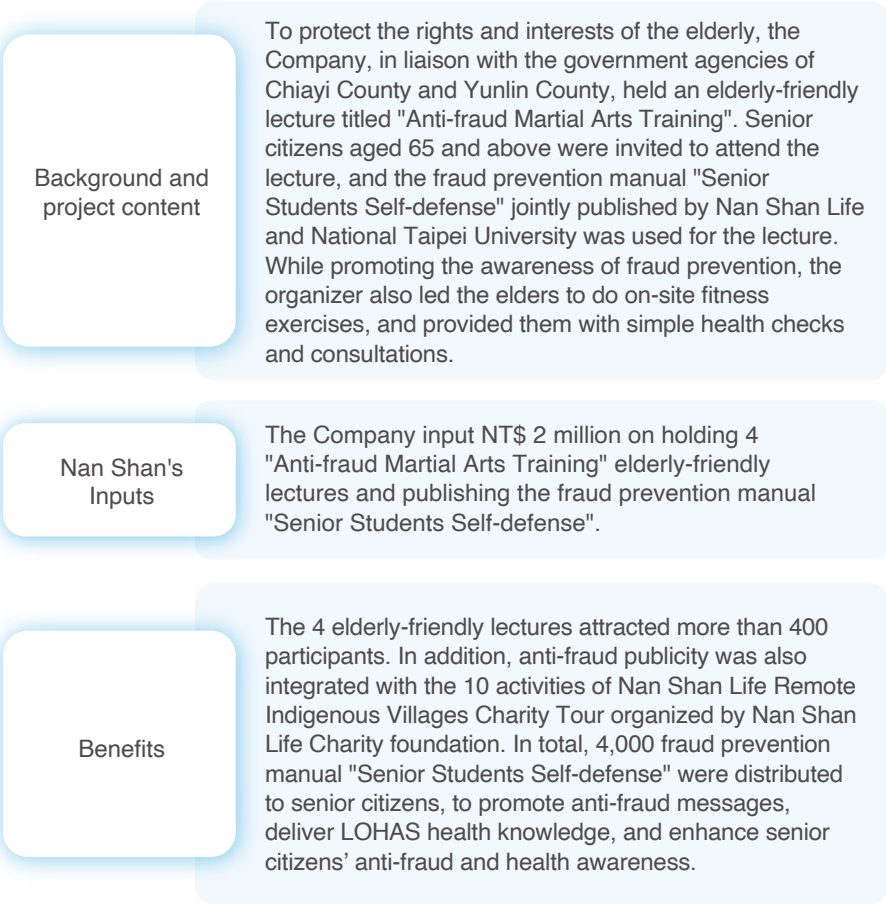 Background and
project content
To protect the rights and interests of the elderly, the
Company, in liaison with the government agencies of
Chiayi County and Yunlin County, held an elderly-friendly
lecture titled "Anti-fraud Martial Arts Training". Senior
citizens aged 65 and above were invited to attend the
lecture, and the fraud prevention manual "Senior
Students Self-defense" jointly published by Nan Shan Life
and National Taipei University was used for the lecture.
While promoting the awareness of fraud prevention, the
organizer also led the elders to do on-site fitness
exercises, and provided them with simple health checks
and consultations.
Nan Shan's
Inputs
The Company input NT$ 2 million on holding 4
"Anti-fraud Martial Arts Training" elderly-friendly
lectures and publishing the fraud prevention manual
"Senior Students Self-defense".
Benefits
The 4 elderly-friendly lectures attracted more than 400
participants. In addition, anti-fraud publicity was also
integrated with the 10 activities of Nan Shan Life Remote
Indigenous Villages Charity Tour organized by Nan Shan
Life Charity foundation. In total, 4,000 fraud prevention
manual "Senior Students Self-defense" were distributed
to senior citizens, to promote anti-fraud messages,
deliver LOHAS health knowledge, and enhance senior
citizens’ anti-fraud and health awareness.